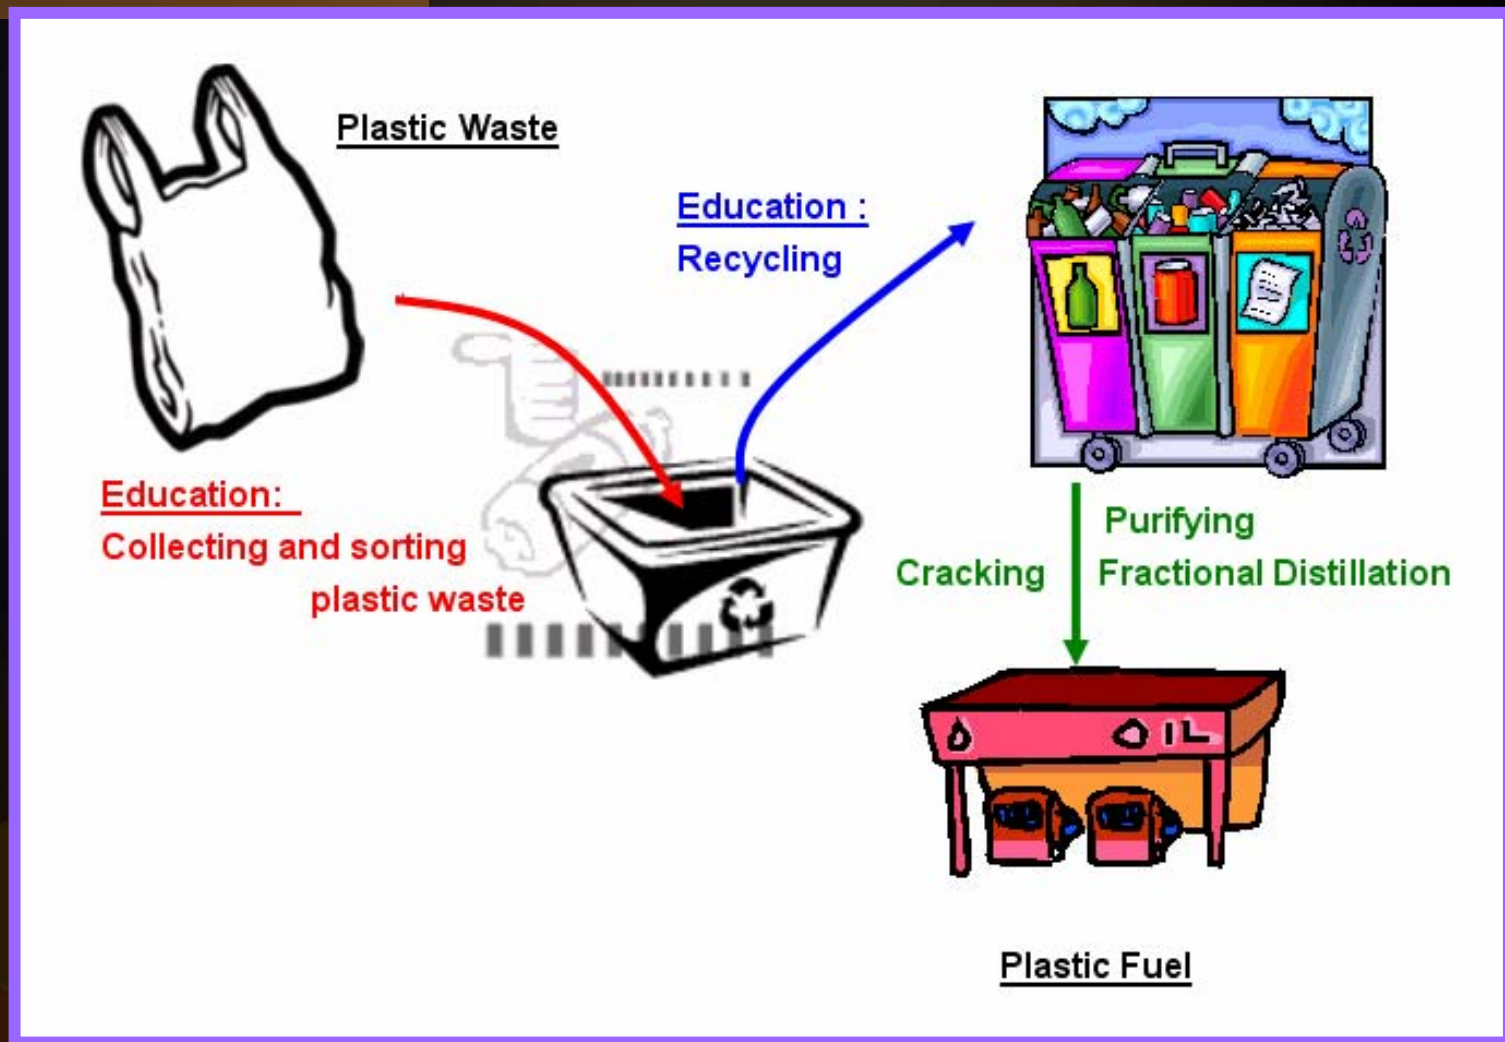 Plastic Waste
Education :
Recycling
Education:
Collecting and sorting
plastic waste
Purifying
Cracking
Fractional Distillation
OIL
Plastic Fuel